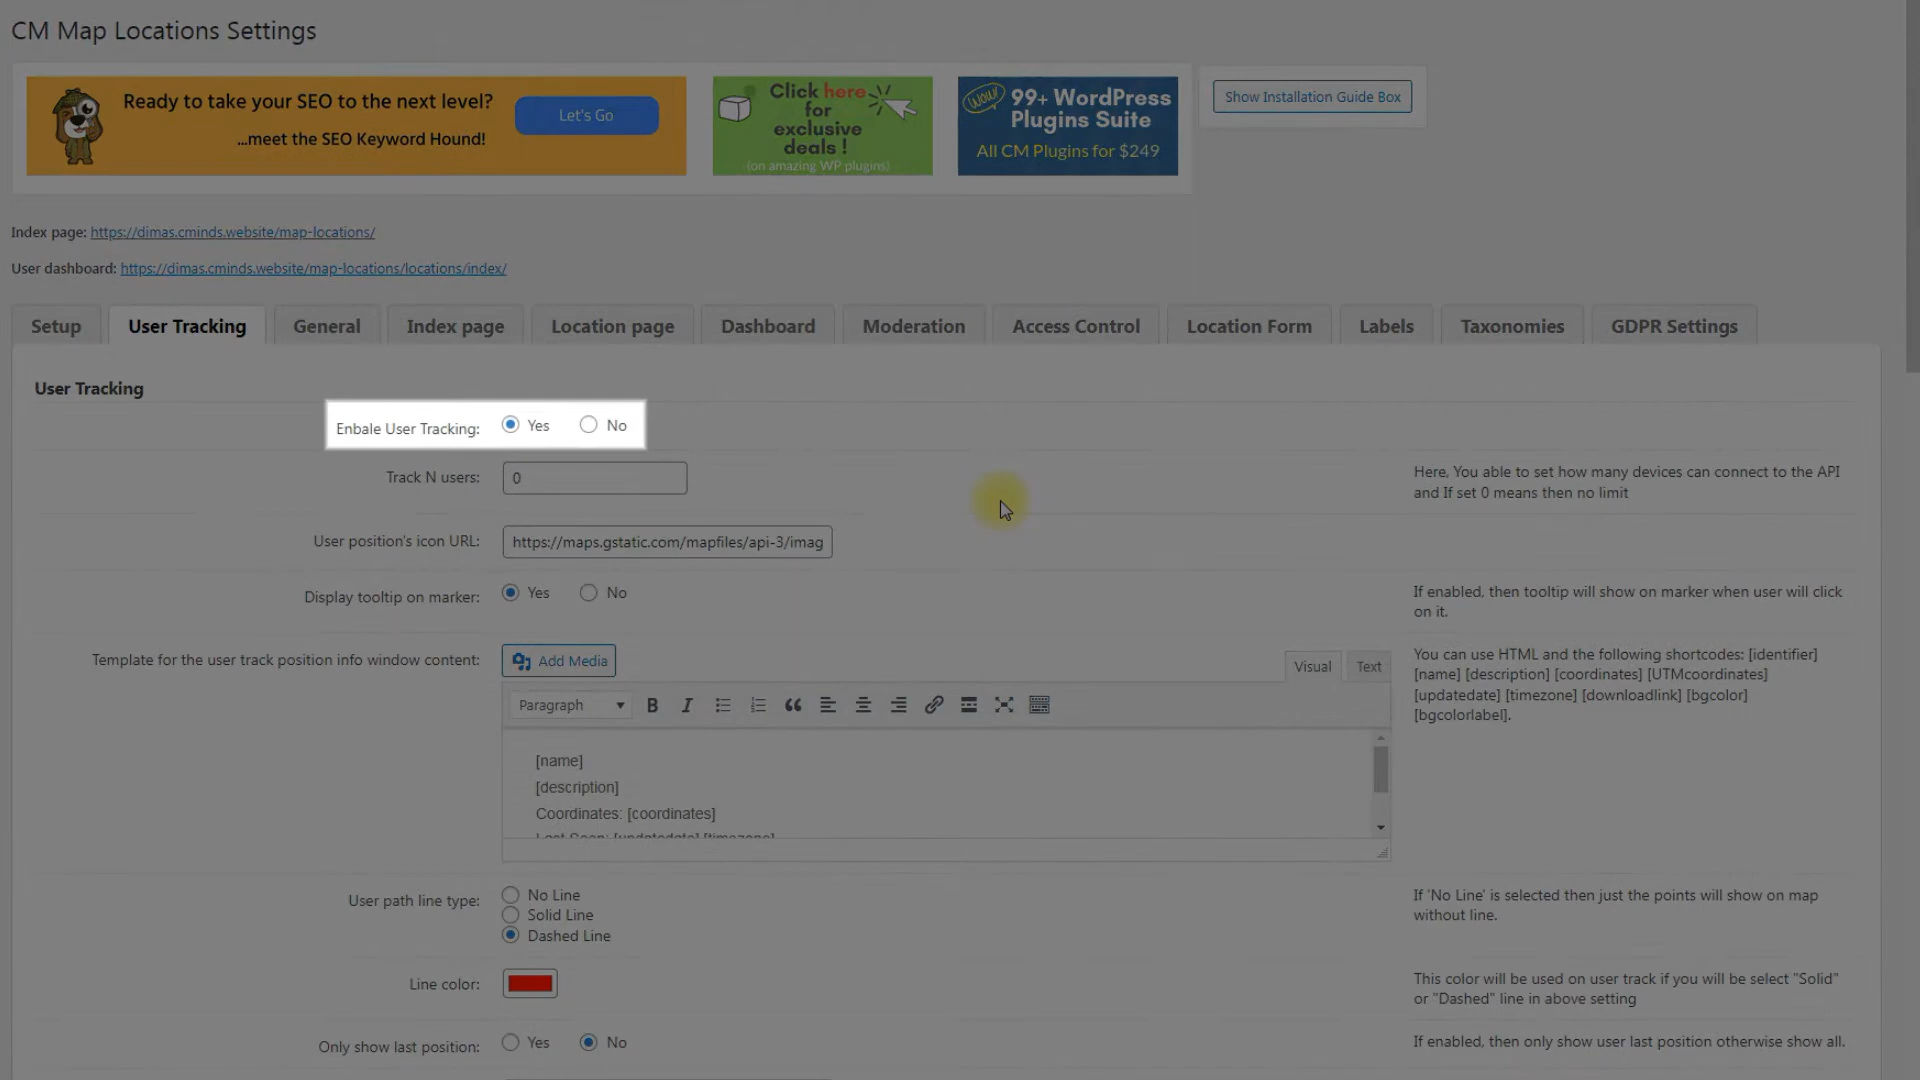 CM Map Locations Settings
Ready to take your SEO to the next level?
...meet the SEO Keyword Hound!
Let's Go
Click here
for
exclusive
deals !
(on amazing WP plugins)
WOW!
99+ WordPress
Plugins Suite
All CM Plugins for $249
Show Installation Guide Box
Index page: https://dimas.cminds.website/map-locations/
User dashboard: https://dimas.cminds.website/map-locations/locations/index/
Setup
User Tracking
General
Index page
Location page
Dashboard
Moderation
Access Control
Location Form
Labels
Taxonomies
GDPR Settings
User Tracking
Enbale User Tracking: Yes No
Track N users: 0
Here, You able to set how many devices can connect to the API
and If set 0 means then no limit
User position's icon URL: https://maps.gstatic.com/mapfiles/api-3/imag
Display tooltip on marker: Yes No
If enabled, then tooltip will show on marker when user will click
on it.
Template for the user track position info window content:
Add Media
Visual
Text
You can use HTML and the following shortcodes: [identifier]
[name] [description] [coordinates] [UTMcoordinates]
[updatedate] [timezone] [downloadlink] [bgcolor]
[bgcolorlabel].
Paragraph
[name]
[description]
Coordinates: [coordinates]
Last Seen: [updatedate] [timezone]
User path line type:
No Line
Solid Line
Dashed Line
If 'No Line' is selected then just the points will show on map
without line.
Line color:
This color will be used on user track if you will be select "Solid"
or "Dashed" line in above setting
Only show last position: Yes No
If enabled, then only show user last position otherwise show all.